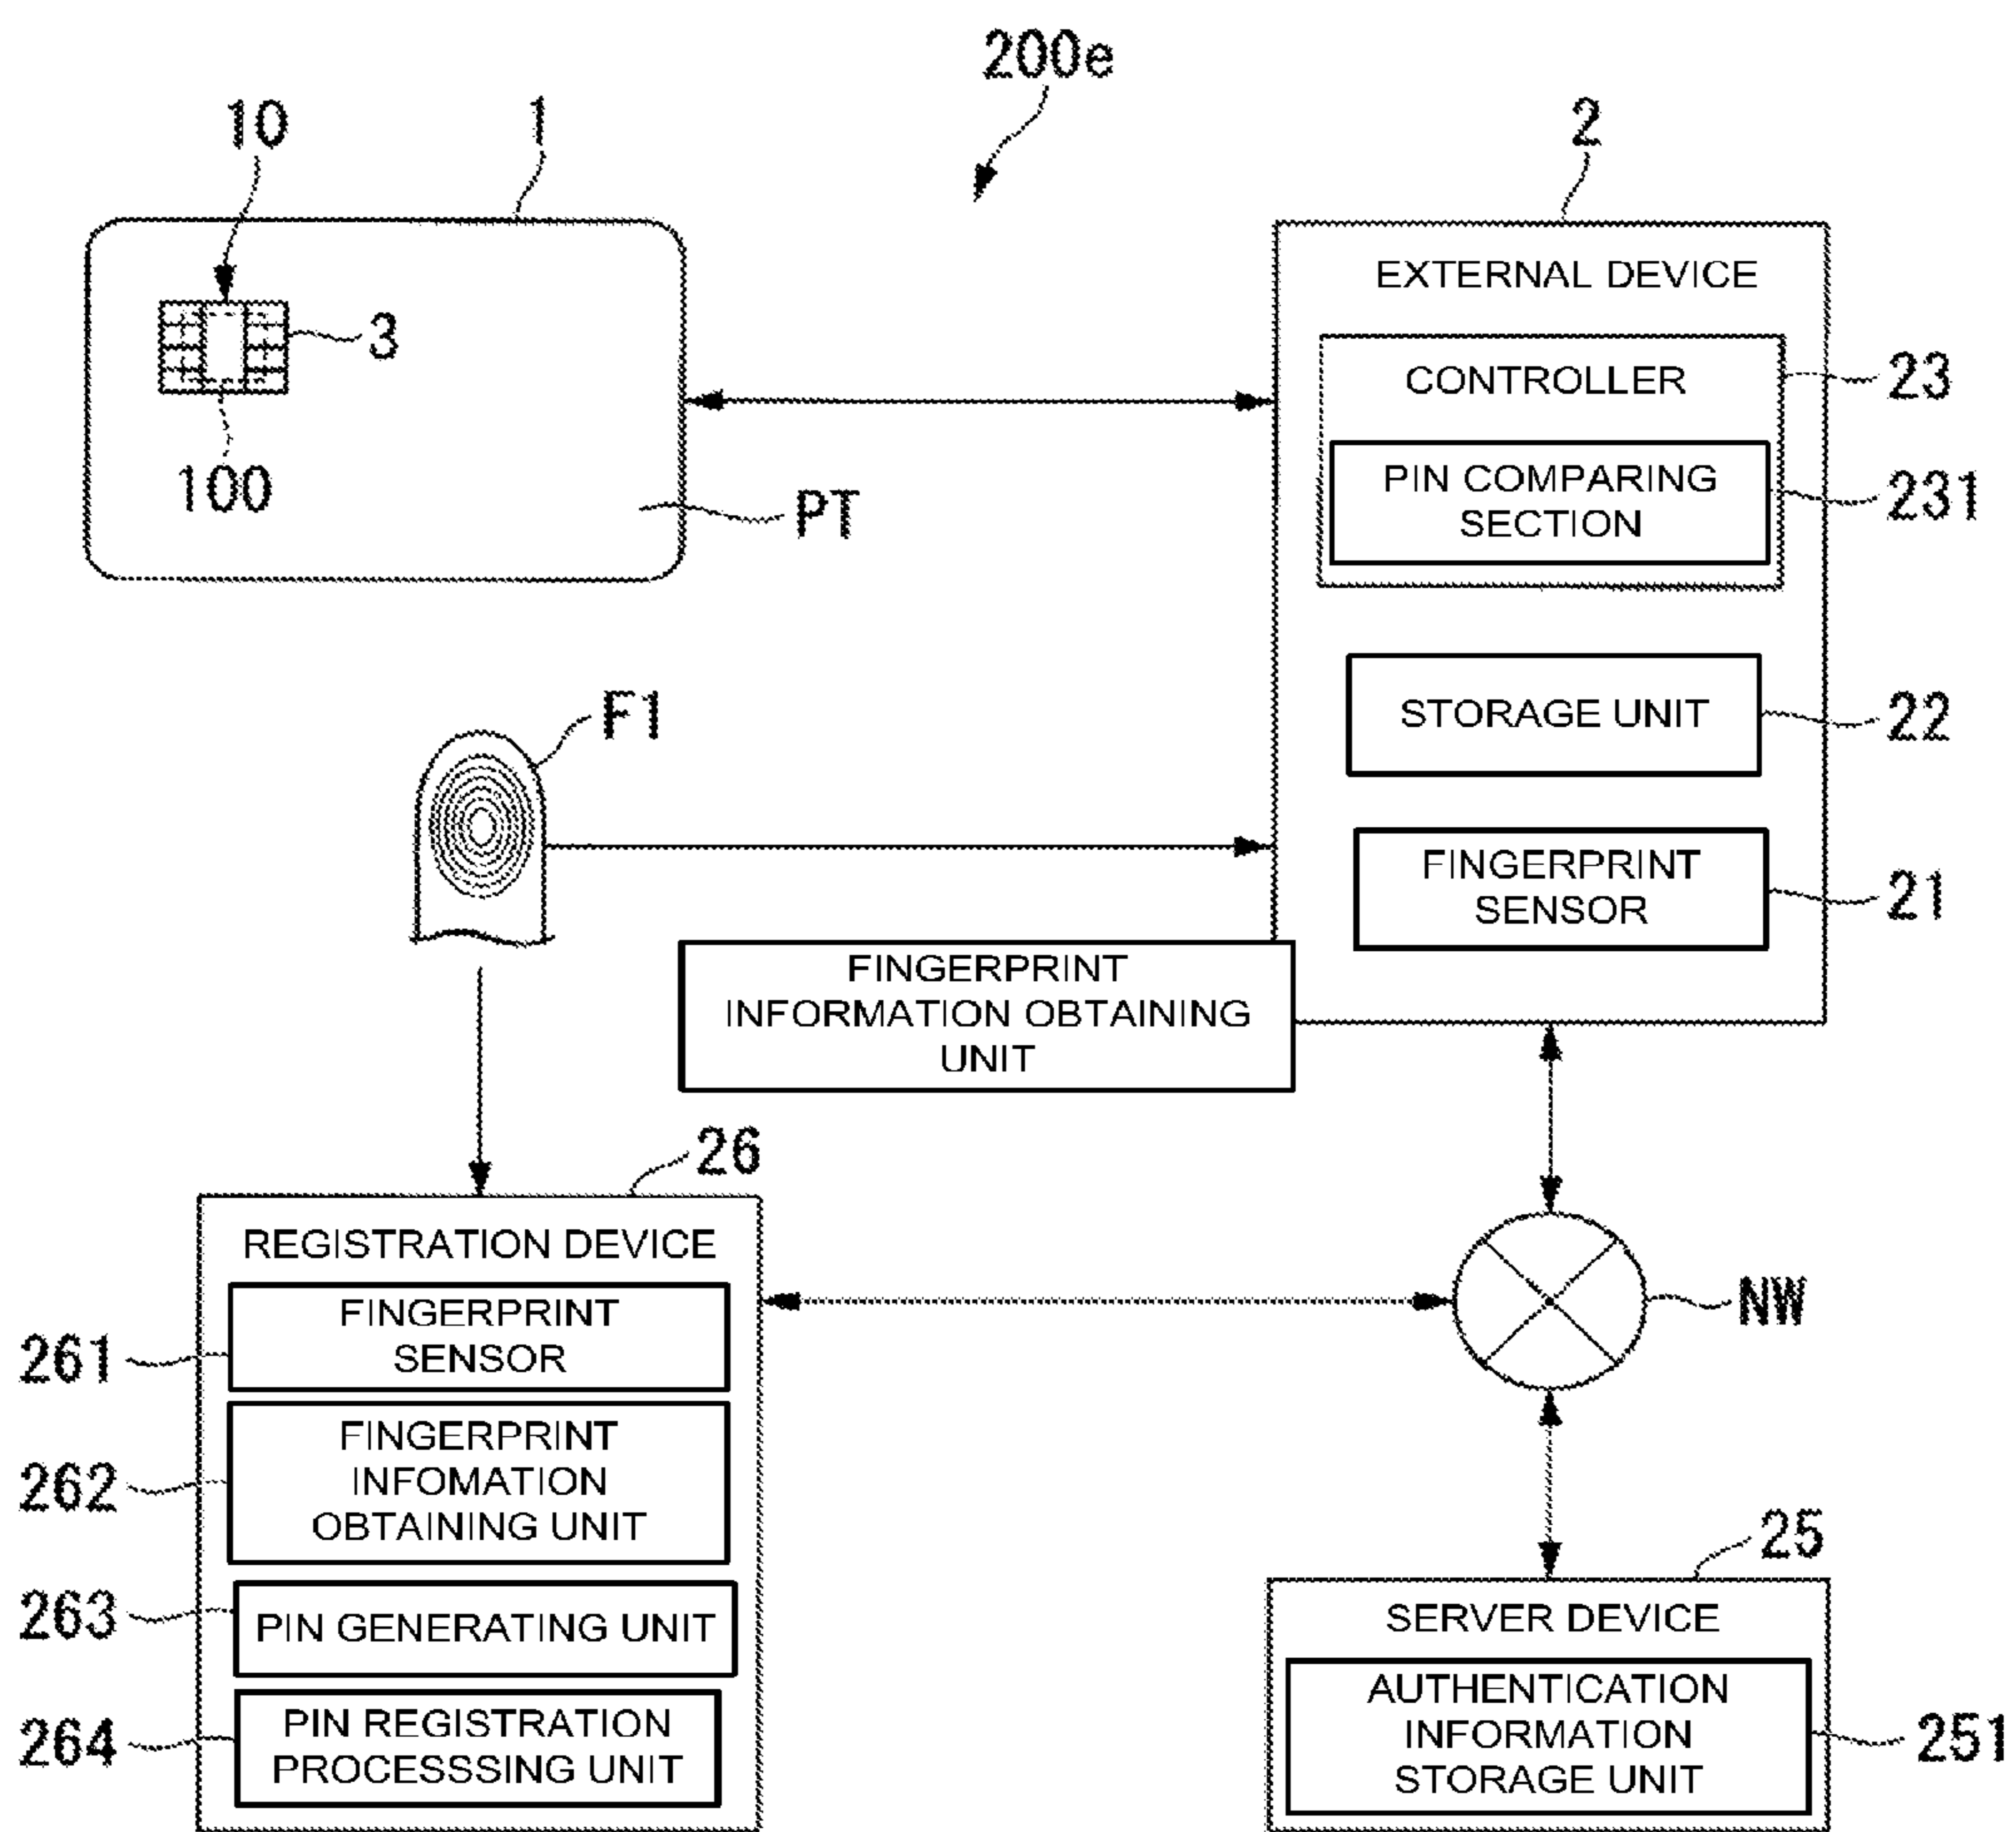 200e
10
1
2
3
100
PT
EXTERNAL DEVICE
CONTROLLER
23
PIN COMPARING
SECTION
231
STORAGE UNIT
22
F1
FINGERPRINT
SENSOR
21
FINGERPRINT
INFORMATION OBTAINING
UNIT
26
REGISTRATION DEVICE
FINGERPRINT
SENSOR
261
FINGERPRINT
INFOMATION
OBTAINING UNIT
262
PIN GENERATING UNIT
263
PIN REGISTRATION
PROCESSSING UNIT
264
NW
25
SERVER DEVICE
AUTHENTICATION
INFORMATION
STORAGE UNIT
251